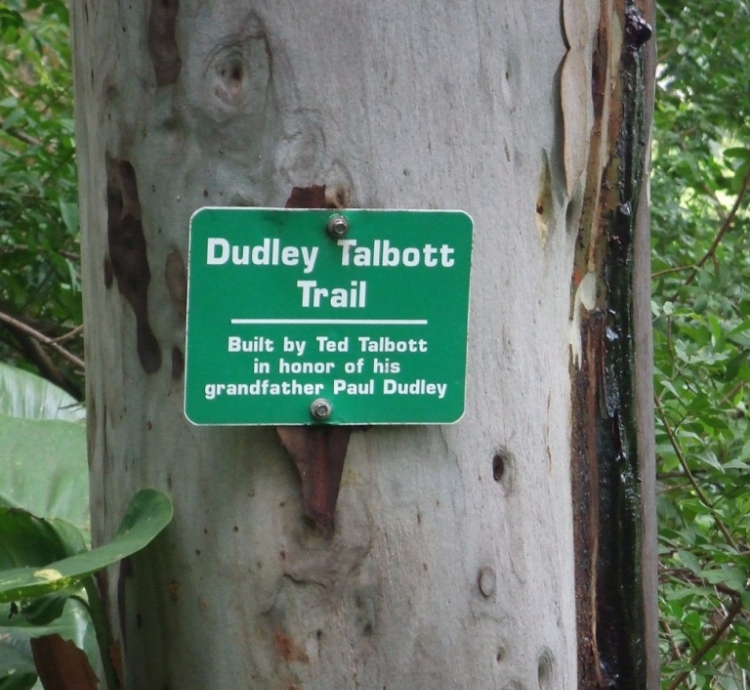 Dudley Talbott
Trail
Built by Ted Talbott
in honor of his
grandfather Paul Dudley